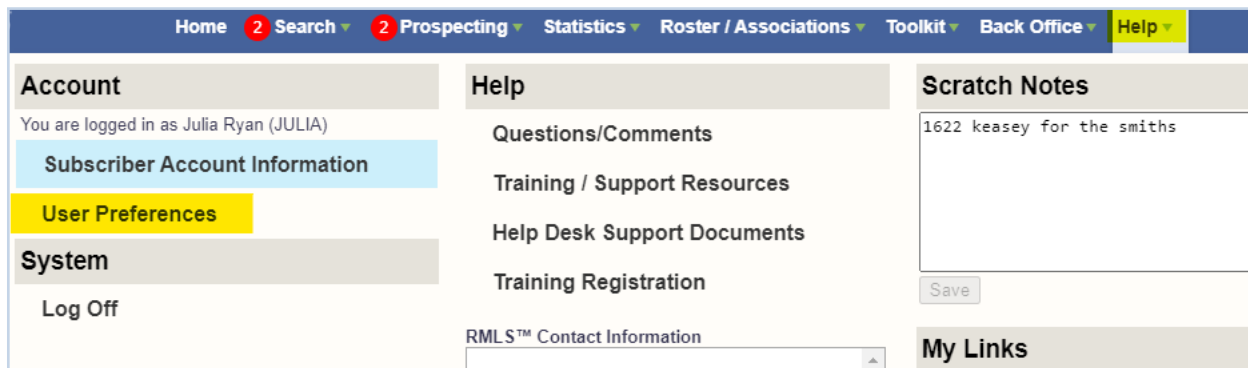 Home 2 Search 2 Prospecting Statistics Roster / Associations Toolkit Back Office Help
Account
You are logged in as Julia Ryan (JULIA)
Subscriber Account Information
User Preferences
System
Log Off
Help
Questions/Comments
Training / Support Resources
Help Desk Support Documents
Training Registration
RMLS™ Contact Information
Scratch Notes
1622 keasey for the smiths
Save
My Links